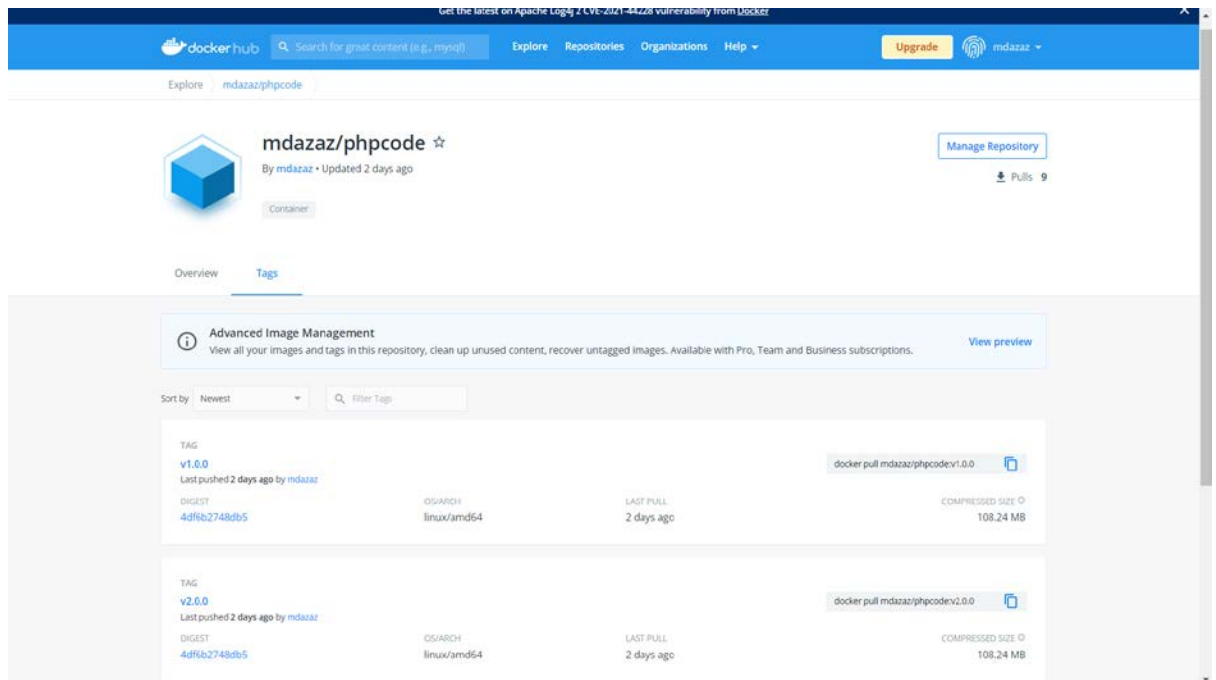 Get the latest on Apache Log4j 2 CVE-2021-44228 vulnerability from Docker
docker hub Search for great content (e.g., mysql) Explore Repositories Organizations Help Upgrade mdazaz
Explore mdazaz/phpcode
mdazaz/phpcode
Manage Repository
By mdazaz • Updated 2 days ago
Pulls 9
Container
Overview Tags
Advanced Image Management
View all your images and tags in this repository, clean up unused content, recover untagged images. Available with Pro, Team and Business subscriptions.
View preview
Sort by Newest Filter Tags
TAG
v1.0.0
docker pull mdazaz/phpcode:v1.0.0
Last pushed 2 days ago by mdazaz
DIGEST OS/ARCH LAST PULL COMPRESSED SIZE
4df6b2748db5 linux/amd64 2 days ago 108.24 MB
TAG
v2.0.0
docker pull mdazaz/phpcode:v2.0.0
Last pushed 2 days ago by mdazaz
DIGEST OS/ARCH LAST PULL COMPRESSED SIZE
4df6b2748db5 linux/amd64 2 days ago 108.24 MB